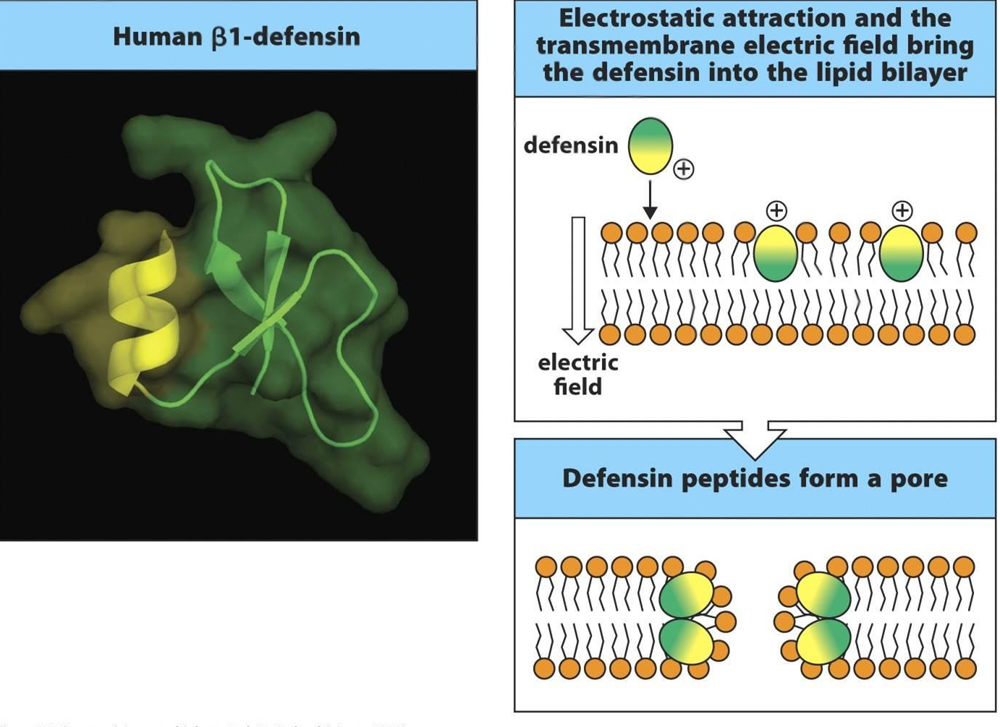 Human β1-defensin
Electrostatic attraction and the
transmembrane electric field bring
the defensin into the lipid bilayer
defensin
+
+
+
electric
field
Defensin peptides form a pore